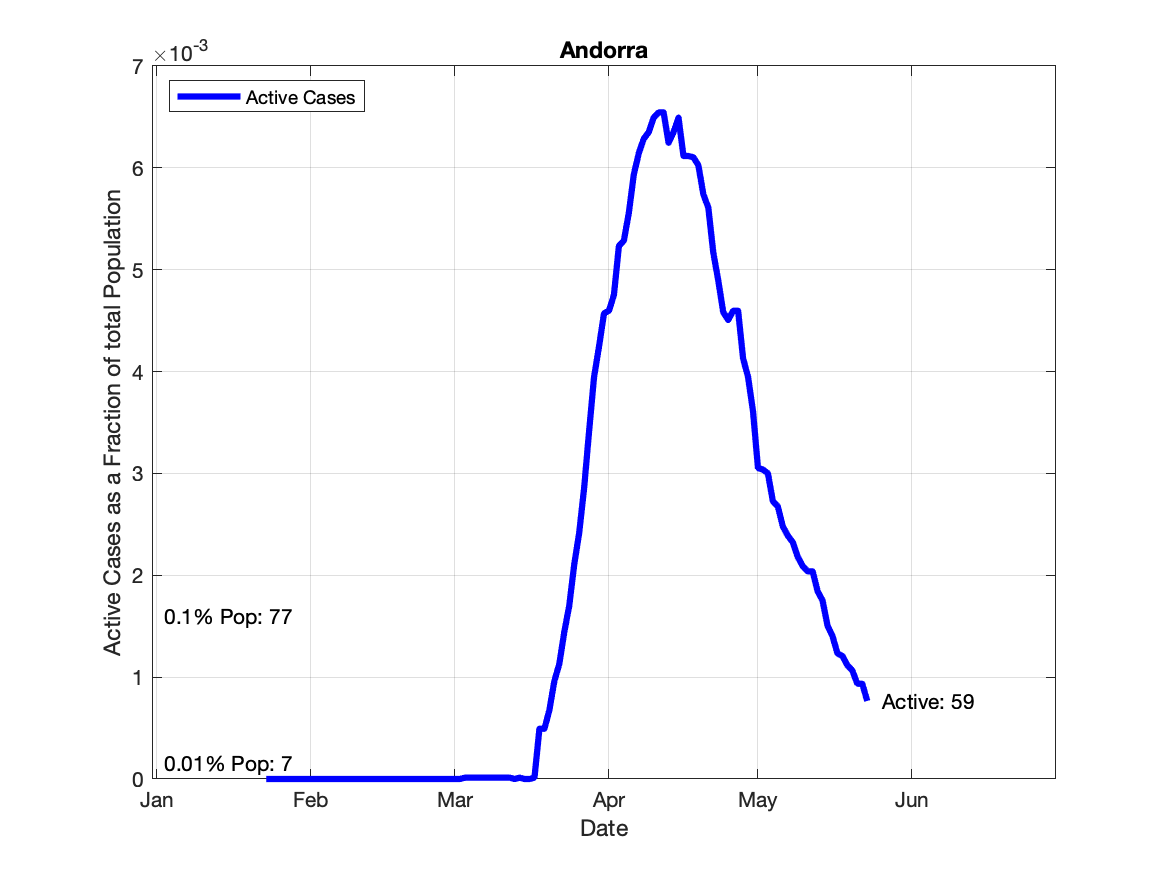 Andorra
×10-3
Active Cases
7
6
5
4
3
2
1
0
Active Cases as a Fraction of total Population
0.1% Pop: 77
0.01% Pop: 7
Active: 59
Jan Feb Mar Apr May Jun
Date